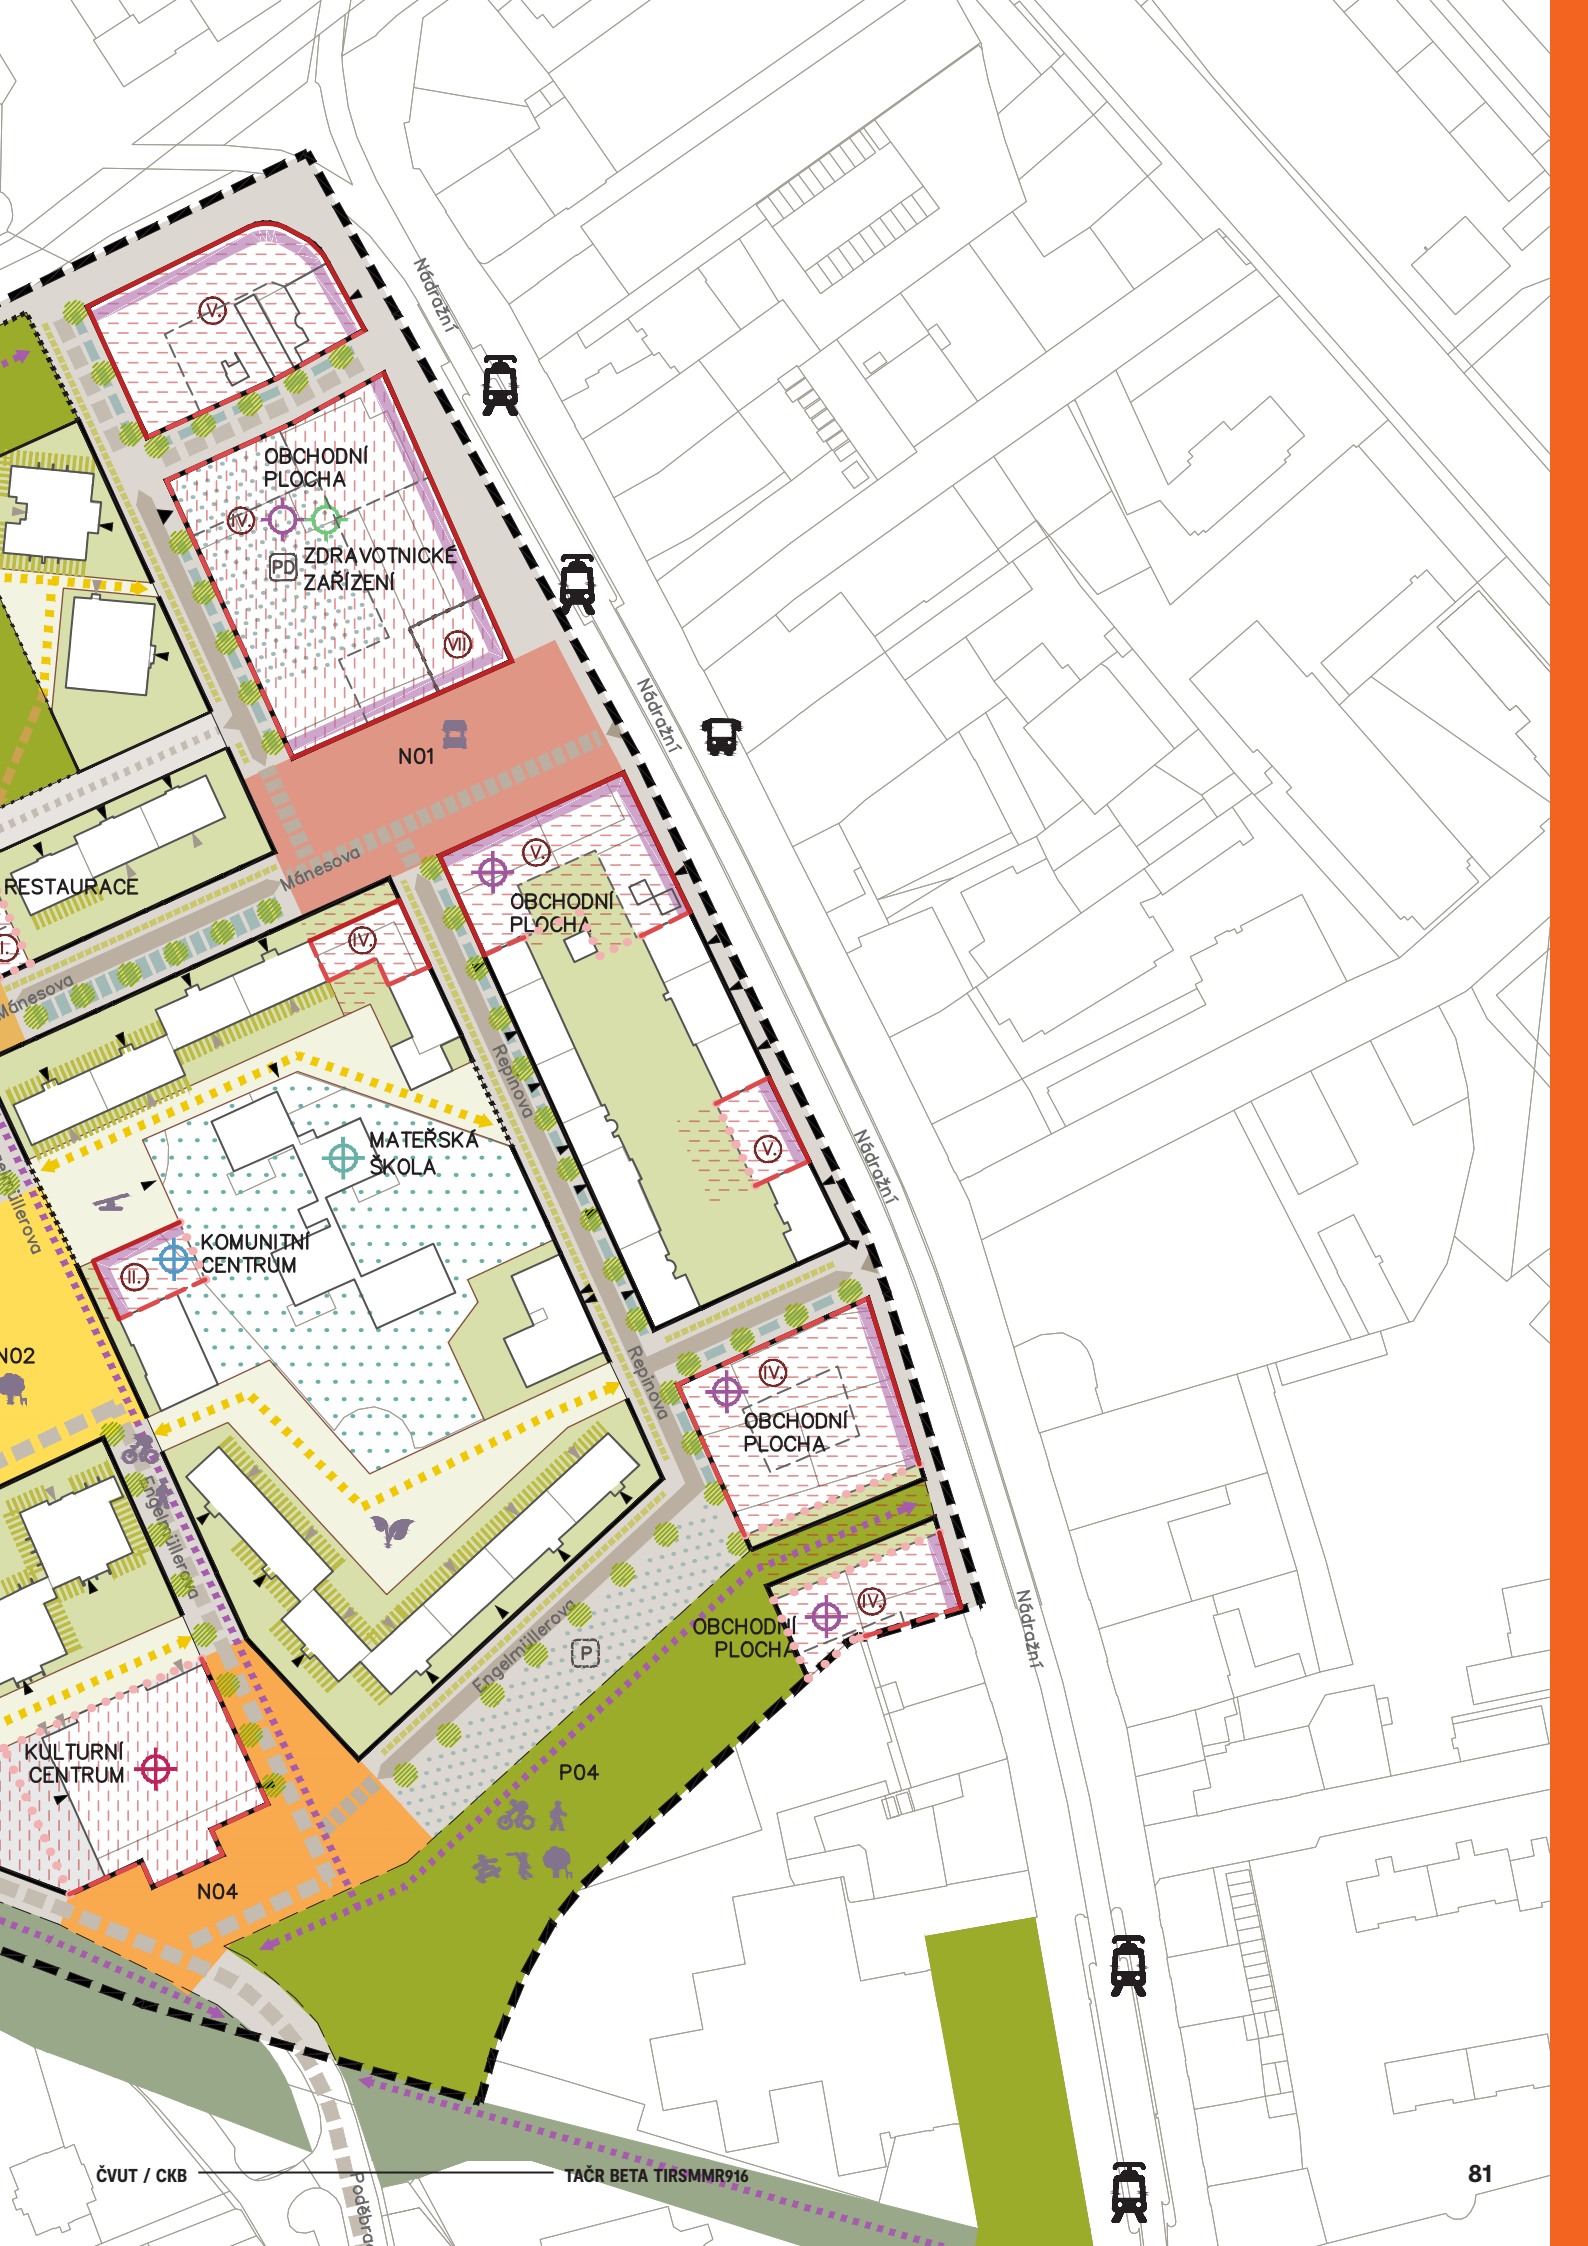 Nádražní
V.
OBCHODNÍ
PLOCHA
IV.
PD
ZDRAVOTNICKÉ
ZAŘÍZENÍ
VII
Nádražní
N01
Mánesova
V.
OBCHODNÍ
PLOCHA
RESTAURACE
IV.
I.
Mánesova
Repinova
MATEŘSKÁ
ŠKOLA
V.
Nádražní
KOMUNITNÍ
CENTRUM
II.
N02
Repinova
IV.
OBCHODNÍ
PLOCHA
Engelmüllerova
Engelmüllerova
P
IV.
OBCHODNÍ
PLOCHA
Nádražní
KULTURNÍ
CENTRUM
P04
N04
ČVUT / CKB
TAČR BETA TIRSMMR916
81